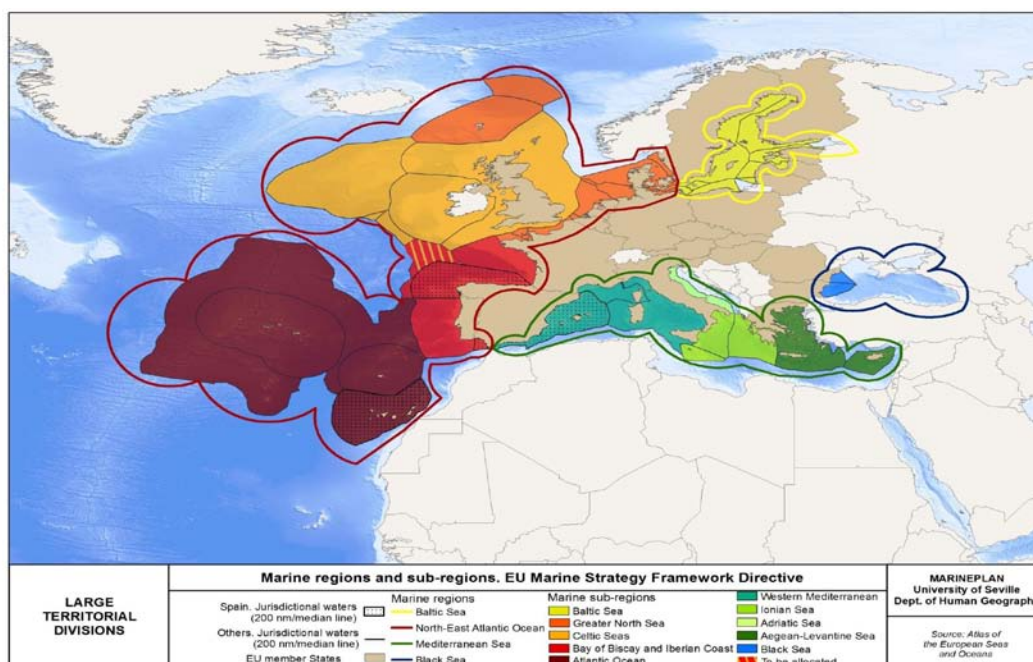 LARGE
TERRITORIAL
DIVISIONS
Marine regions and sub-regions. EU Marine Strategy Framework Directive
Spain. Jurisdictional waters
(200 nm/median line)
Others. Jurisdictional waters
(200 nm/median line)
EU member States
Marine regions
Baltic Sea
North-East Atlantic Ocean
Mediterranean Sea
Black Sea
Marine sub-regions
Baltic Sea
Greater North Sea
Celtic Seas
Bay of Biscay and Iberian Coast
Atlantic Ocean
Western Mediterranean
Ionian Sea
Adriatic Sea
Aegean-Levantine Sea
Black Sea
To be allocated
MARINEPLAN
University of Seville
Dept. of Human Geograph
Source: Atlas of
the European Seas
and Oceans